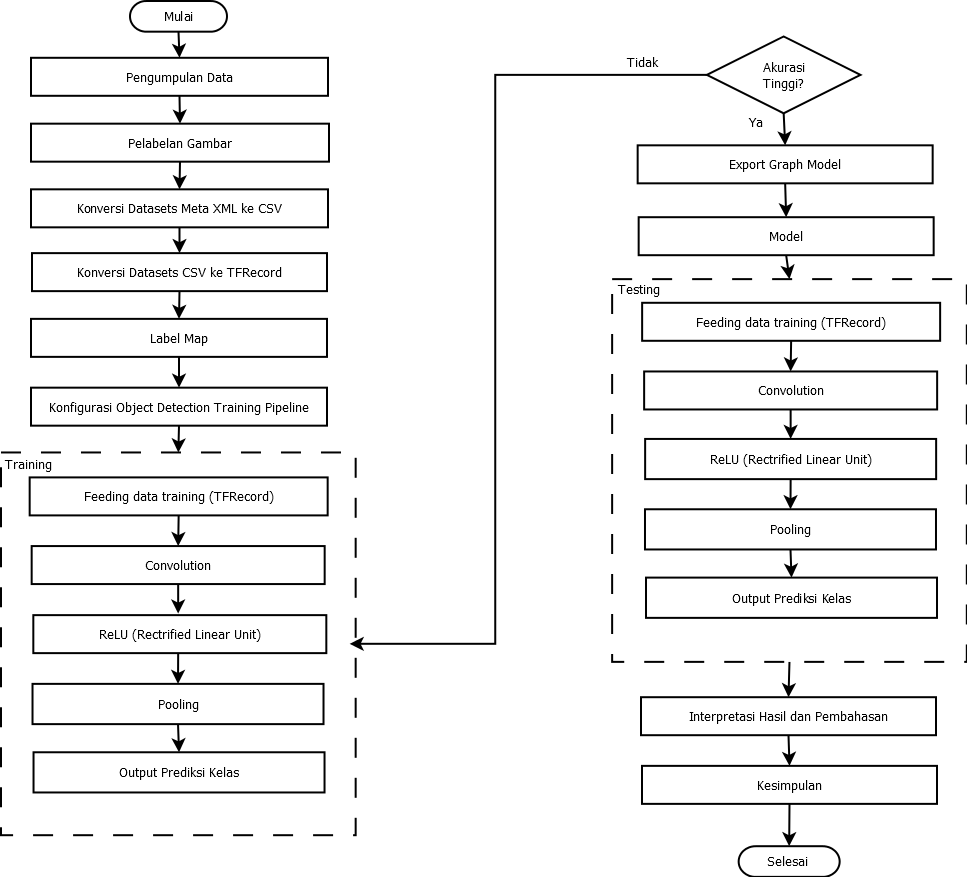 Mulai
Pengumpulan Data
Pelabelan Gambar
Konversi Datasets Meta XML ke CSV
Konversi Datasets CSV ke TFRecord
Label Map
Konfigurasi Object Detection Training Pipeline
Training
Feeding data training (TFRecord)
Convolution
ReLU (Rectrified Linear Unit)
Pooling
Output Prediksi Kelas
Tidak
Akurasi
Tinggi?
Ya
Export Graph Model
Model
Testing
Feeding data training (TFRecord)
Convolution
ReLU (Rectrified Linear Unit)
Pooling
Output Prediksi Kelas
Interpretasi Hasil dan Pembahasan
Kesimpulan
Selesai